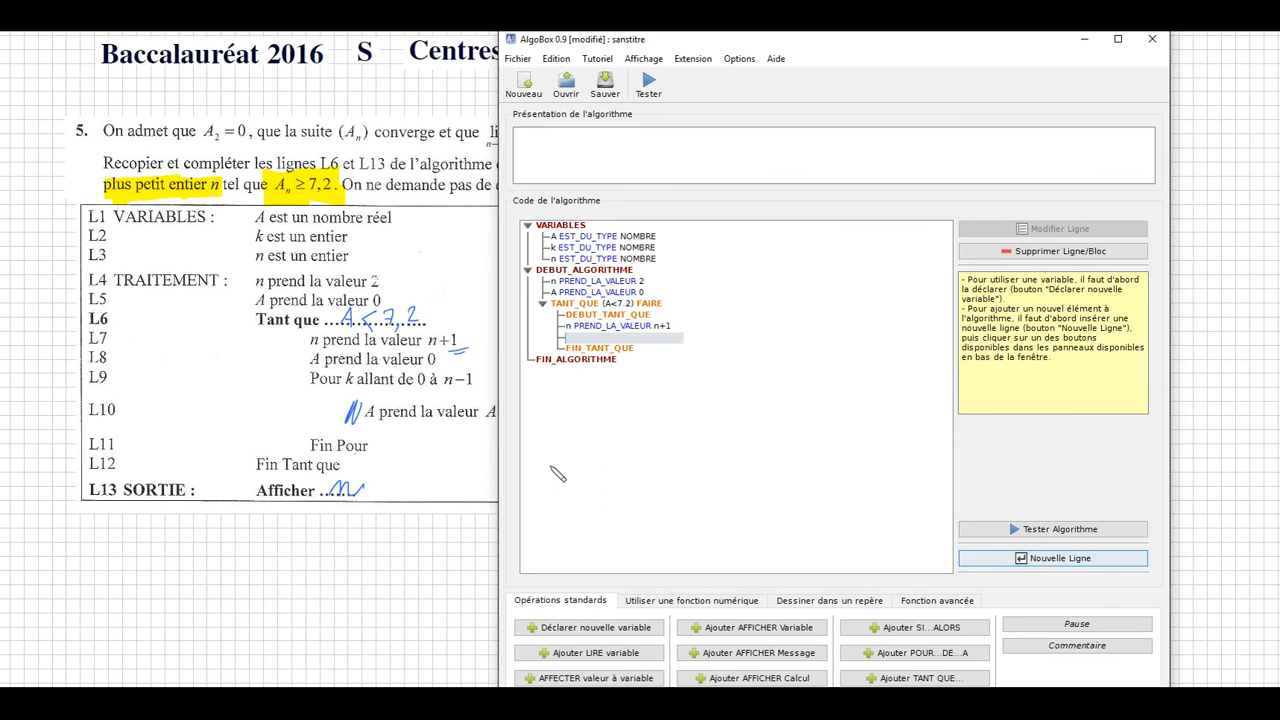 Baccalauréat 2016 S Centres
5. On admet que A₂ = 0, que la suite (Aₙ) converge et que li
n→
Recopier et compléter les lignes L6 et L13 de l'algorithme
plus petit entier n tel que Aₙ ≥ 7,2. On ne demande pas de
L1 VARIABLES : A est un nombre réel
L2 k est un entier
L3 n est un entier
L4 TRAITEMENT : n prend la valeur 2
L5 A prend la valeur 0
L6 Tant que ... A < 7,2 ...
L7 n prend la valeur n+1
L8 A prend la valeur 0
L9 Pour k allant de 0 à n−1
L10 A prend la valeur A
L11 Fin Pour
L12 Fin Tant que
L13 SORTIE : Afficher ..... n
AlgoBox 0.9 [modifié] : sanstitre
Fichier Edition Tutoriel Affichage Extension Options Aide
Nouveau Ouvrir Sauver Tester
Présentation de l'algorithme
Code de l'algorithme
VARIABLES
A EST_DU_TYPE NOMBRE
k EST_DU_TYPE NOMBRE
n EST_DU_TYPE NOMBRE
DEBUT_ALGORITHME
n PREND_LA_VALEUR 2
A PREND_LA_VALEUR 0
TANT_QUE (A<7.2) FAIRE
DEBUT_TANT_QUE
n PREND_LA_VALEUR n+1
FIN_TANT_QUE
FIN_ALGORITHME
Modifier Ligne
Supprimer Ligne/Bloc
- Pour utiliser une variable, il faut d'abord
la déclarer (bouton "Déclarer nouvelle
variable").
- Pour ajouter un nouvel élément à
l'algorithme, il faut d'abord insérer une
nouvelle ligne (bouton "Nouvelle Ligne"),
puis cliquer sur un des boutons
disponibles dans les panneaux disponibles
en bas de la fenêtre.
Tester Algorithme
Nouvelle Ligne
Opérations standards Utiliser une fonction numérique Dessiner dans un repère Fonction avancée
Déclarer nouvelle variable Ajouter AFFICHER Variable Ajouter SI...ALORS Pause
Ajouter LIRE variable Ajouter AFFICHER Message Ajouter POUR...DE...A Commentaire
AFFECTER valeur à variable Ajouter AFFICHER Calcul Ajouter TANT QUE...